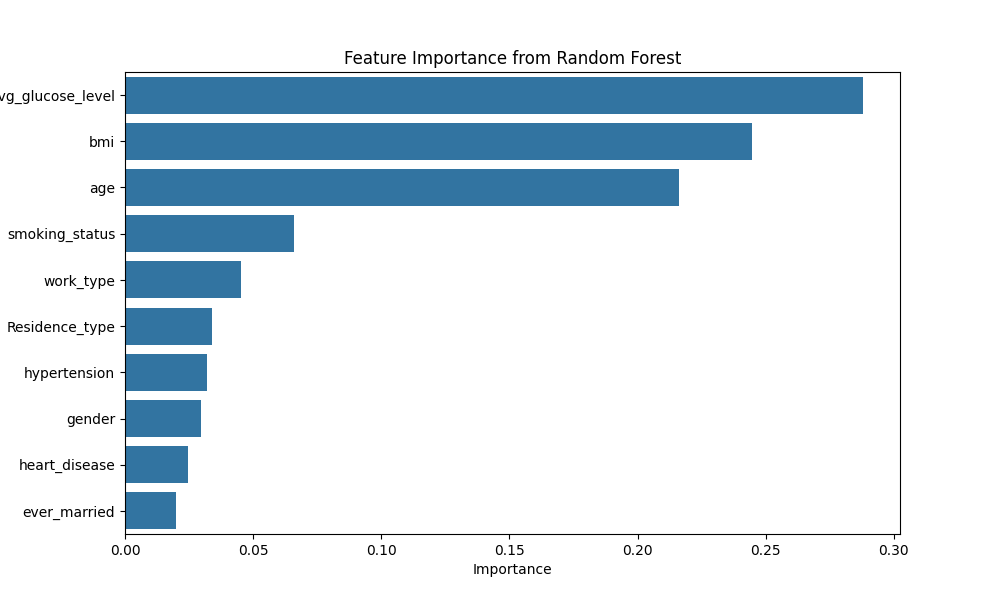 Feature Importance from Random Forest
vg_glucose_level
bmi
age
smoking_status
work_type
Residence_type
hypertension
gender
heart_disease
ever_married
0.00 0.05 0.10 0.15 0.20 0.25 0.30
Importance